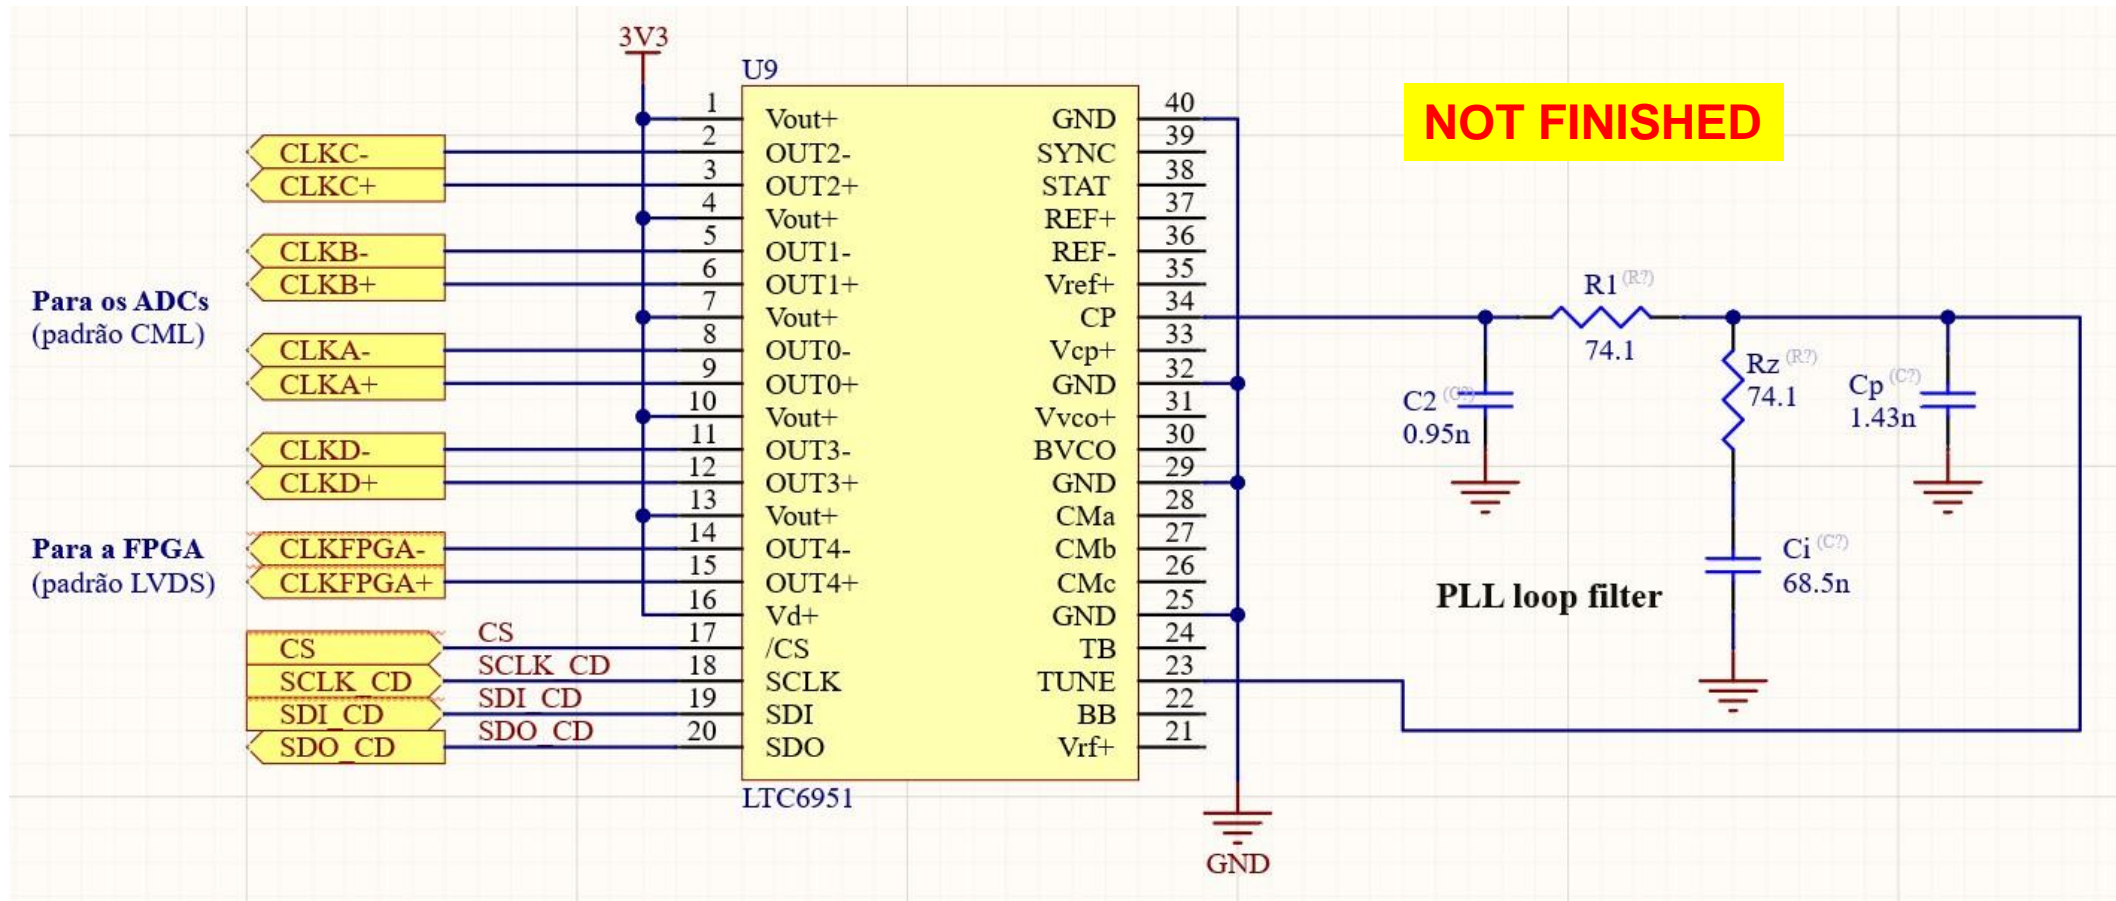 3V3
U9
NOT FINISHED
1 Vout+ GND 40
CLKC- 2 OUT2- SYNC 39
CLKC+ 3 OUT2+ STAT 38
4 Vout+ REF+ 37
CLKB- 5 OUT1- REF- 36
CLKB+ 6 OUT1+ Vref+ 35
Para os ADCs
(padrão CML)
7 Vout+ CP 34
CLKA- 8 OUT0- Vcp+ 33
CLKA+ 9 OUT0+ GND 32
10 Vout+ Vvco+ 31
CLKD- 11 OUT3- BVCO 30
CLKD+ 12 OUT3+ GND 29
13 Vout+ CMa 28
Para a FPGA
(padrão LVDS)
CLKFPGA- 14 OUT4- CMb 27
CLKFPGA+ 15 OUT4+ CMc 26
16 Vd+ GND 25
CS CS 17 /CS TB 24
SCLK_CD SCLK_CD 18 SCLK TUNE 23
SDI_CD SDI_CD 19 SDI BB 22
SDO_CD SDO_CD 20 SDO Vrf+ 21
LTC6951
GND
R1 (R?)
74.1
Rz (R?)
74.1
C2 (C?)
0.95n
Cp (C?)
1.43n
Ci (C?)
68.5n
PLL loop filter